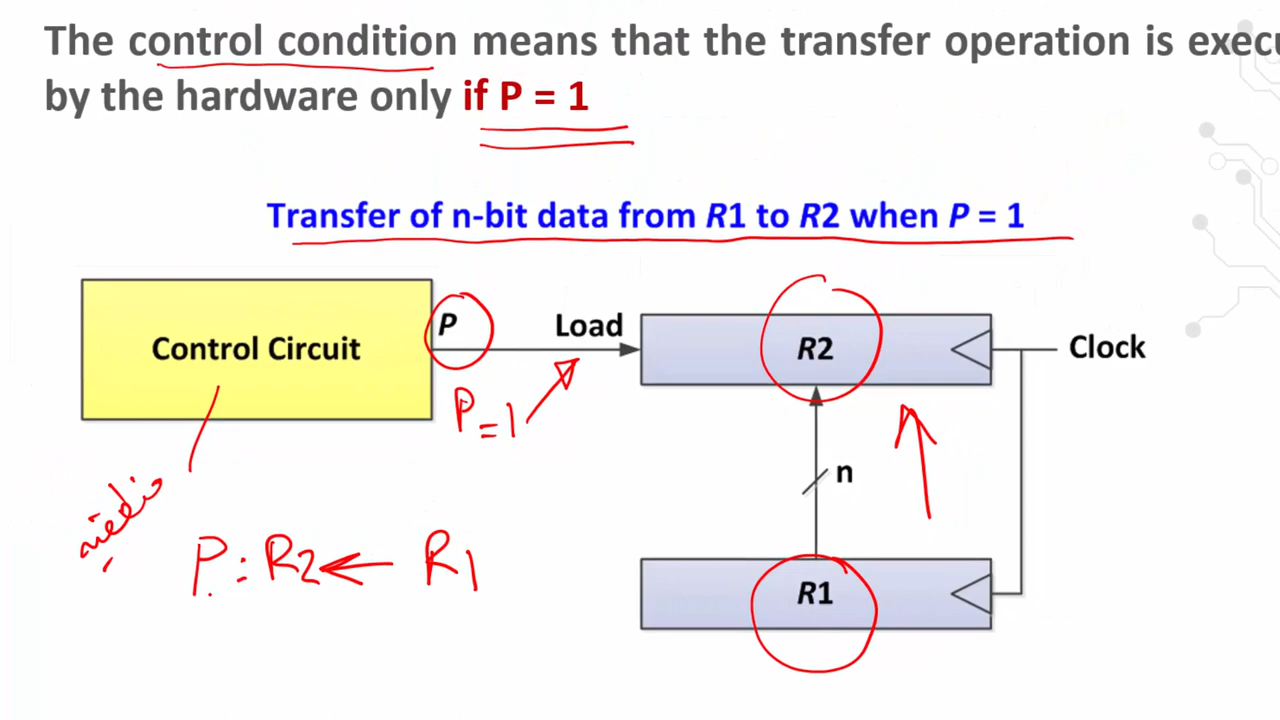 The control condition means that the transfer operation is execu
by the hardware only if P = 1
Transfer of n-bit data from R1 to R2 when P = 1
Control Circuit
P
Load
R2
Clock
P=1
n
P: R2 ← R1
R1